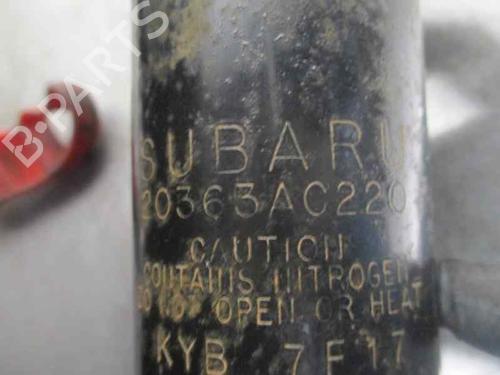 B-PARTS
SUBARU
20363AC220
CAUTION
CONTAINS NITROGEN
DO NOT OPEN OR HEAT
KYB 7F17